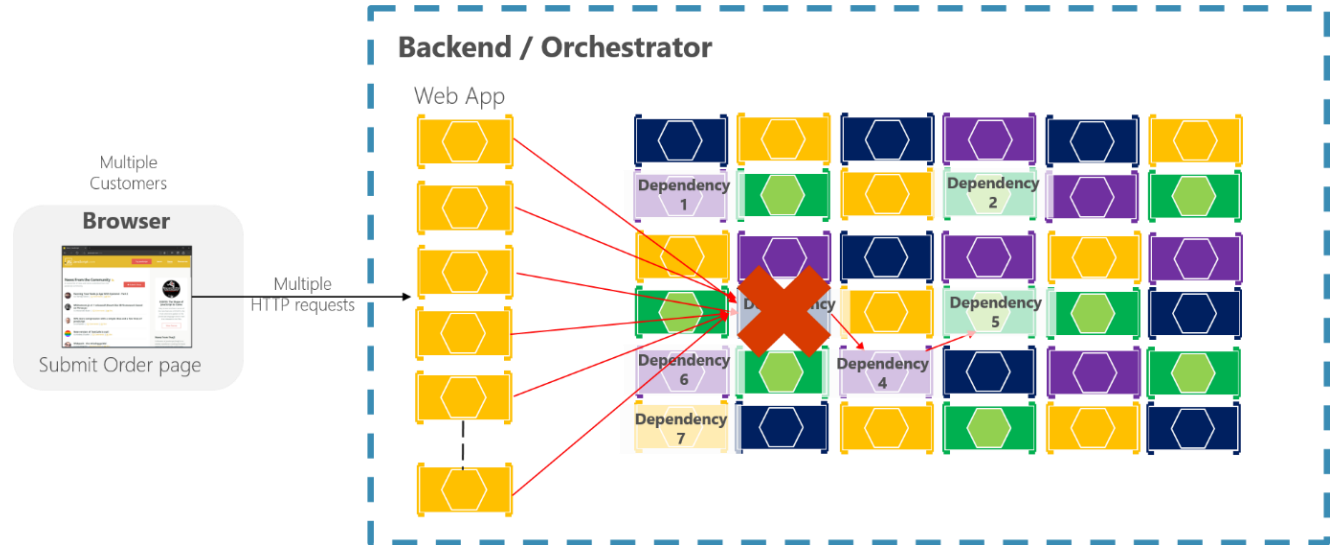 Backend / Orchestrator
Web App
Multiple
Customers
Browser
Submit Order page
Multiple
HTTP requests
Dependency
1
Dependency
2
Dependency
5
Dependency
6
Dependency
4
Dependency
7